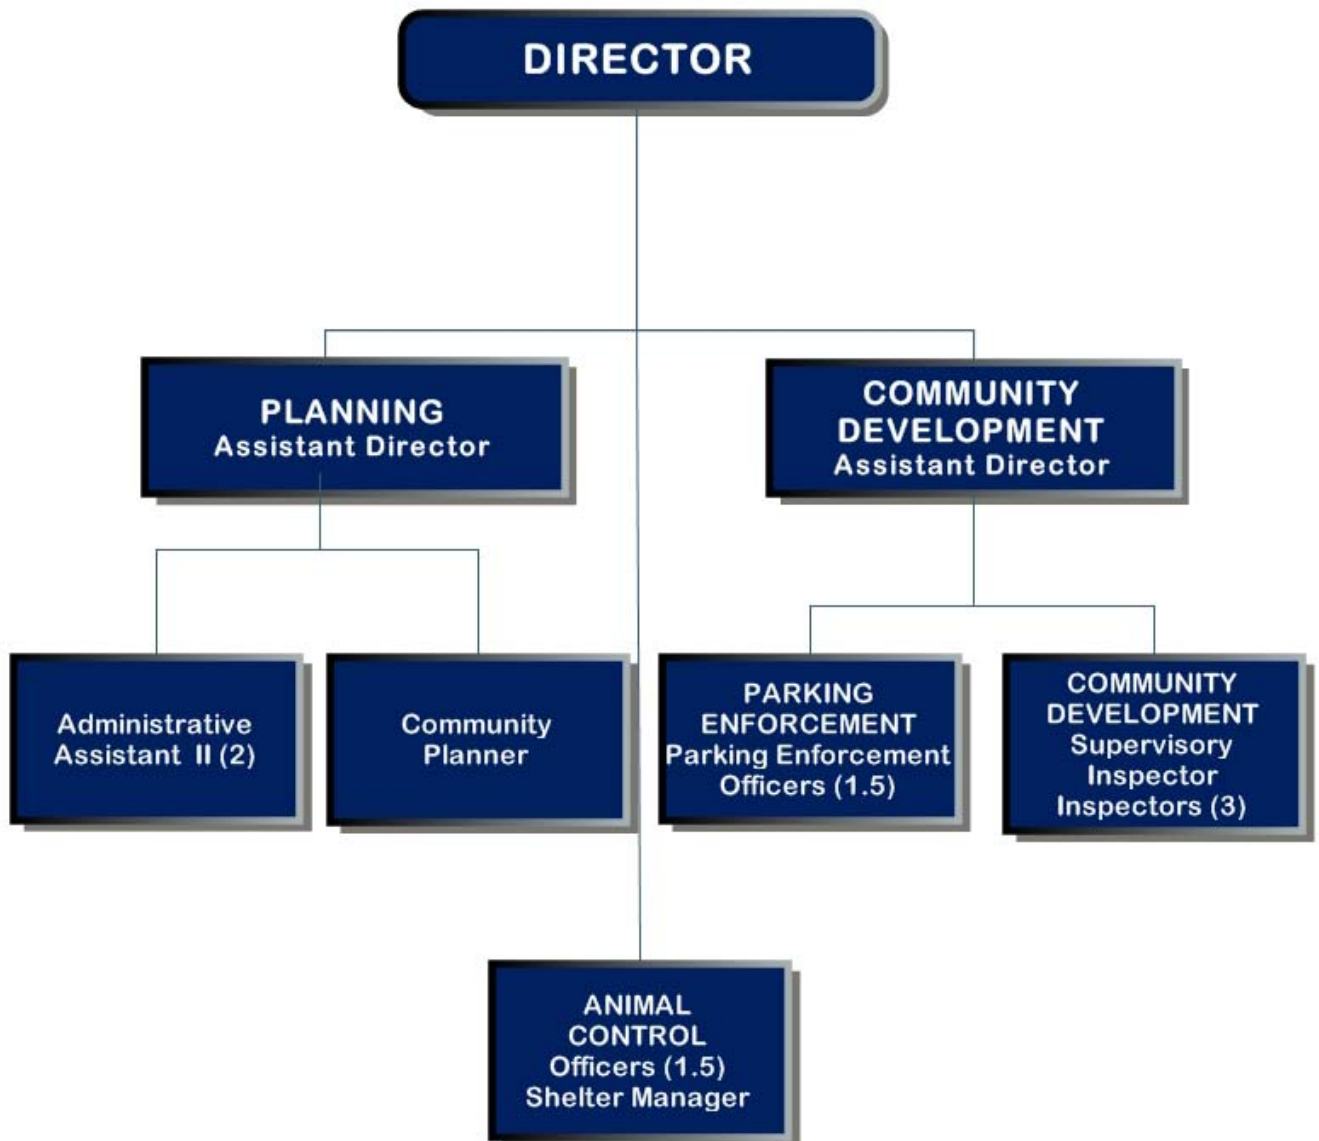 DIRECTOR
PLANNING
Assistant Director
COMMUNITY
DEVELOPMENT
Assistant Director
Administrative
Assistant II (2)
Community
Planner
PARKING
ENFORCEMENT
Parking Enforcement
Officers (1.5)
COMMUNITY
DEVELOPMENT
Supervisory
Inspector
Inspectors (3)
ANIMAL
CONTROL
Officers (1.5)
Shelter Manager